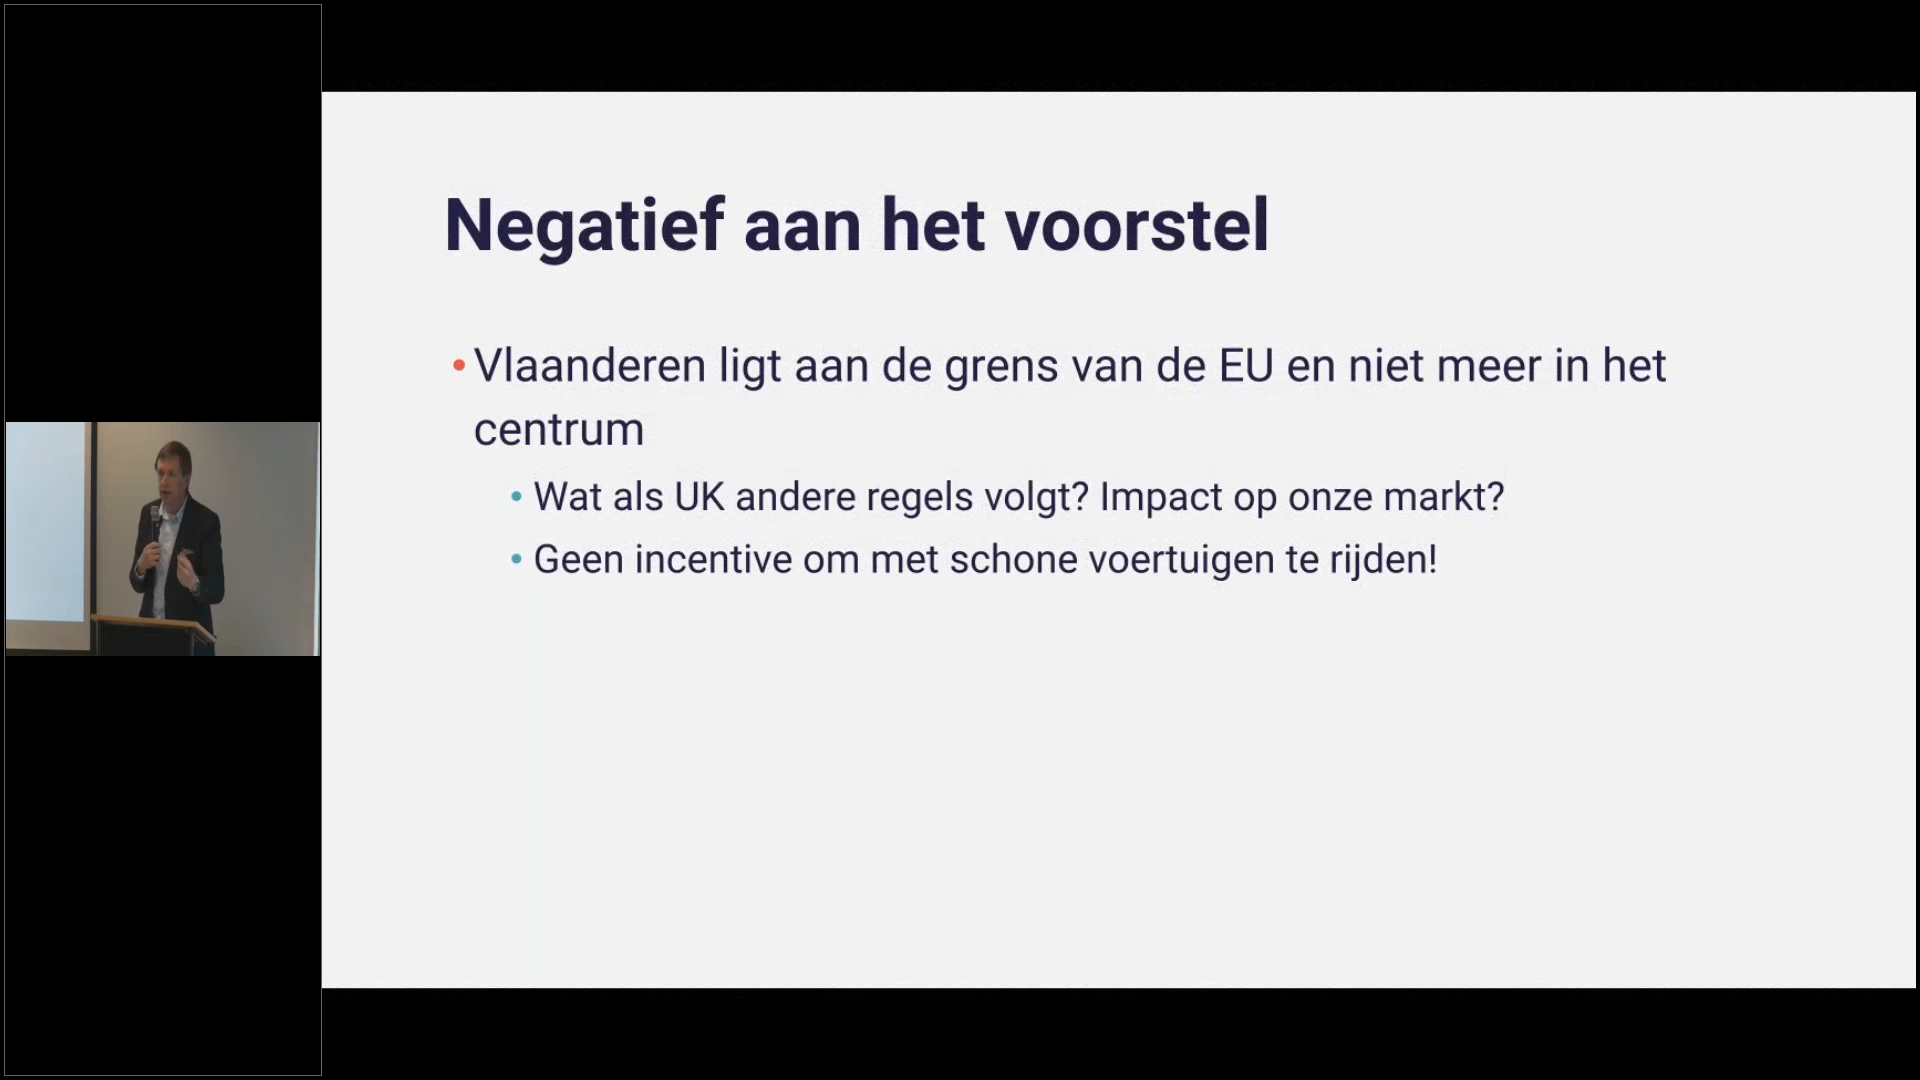 Negatief aan het voorstel
• Vlaanderen ligt aan de grens van de EU en niet meer in het
centrum
• Wat als UK andere regels volgt? Impact op onze markt?
• Geen incentive om met schone voertuigen te rijden!